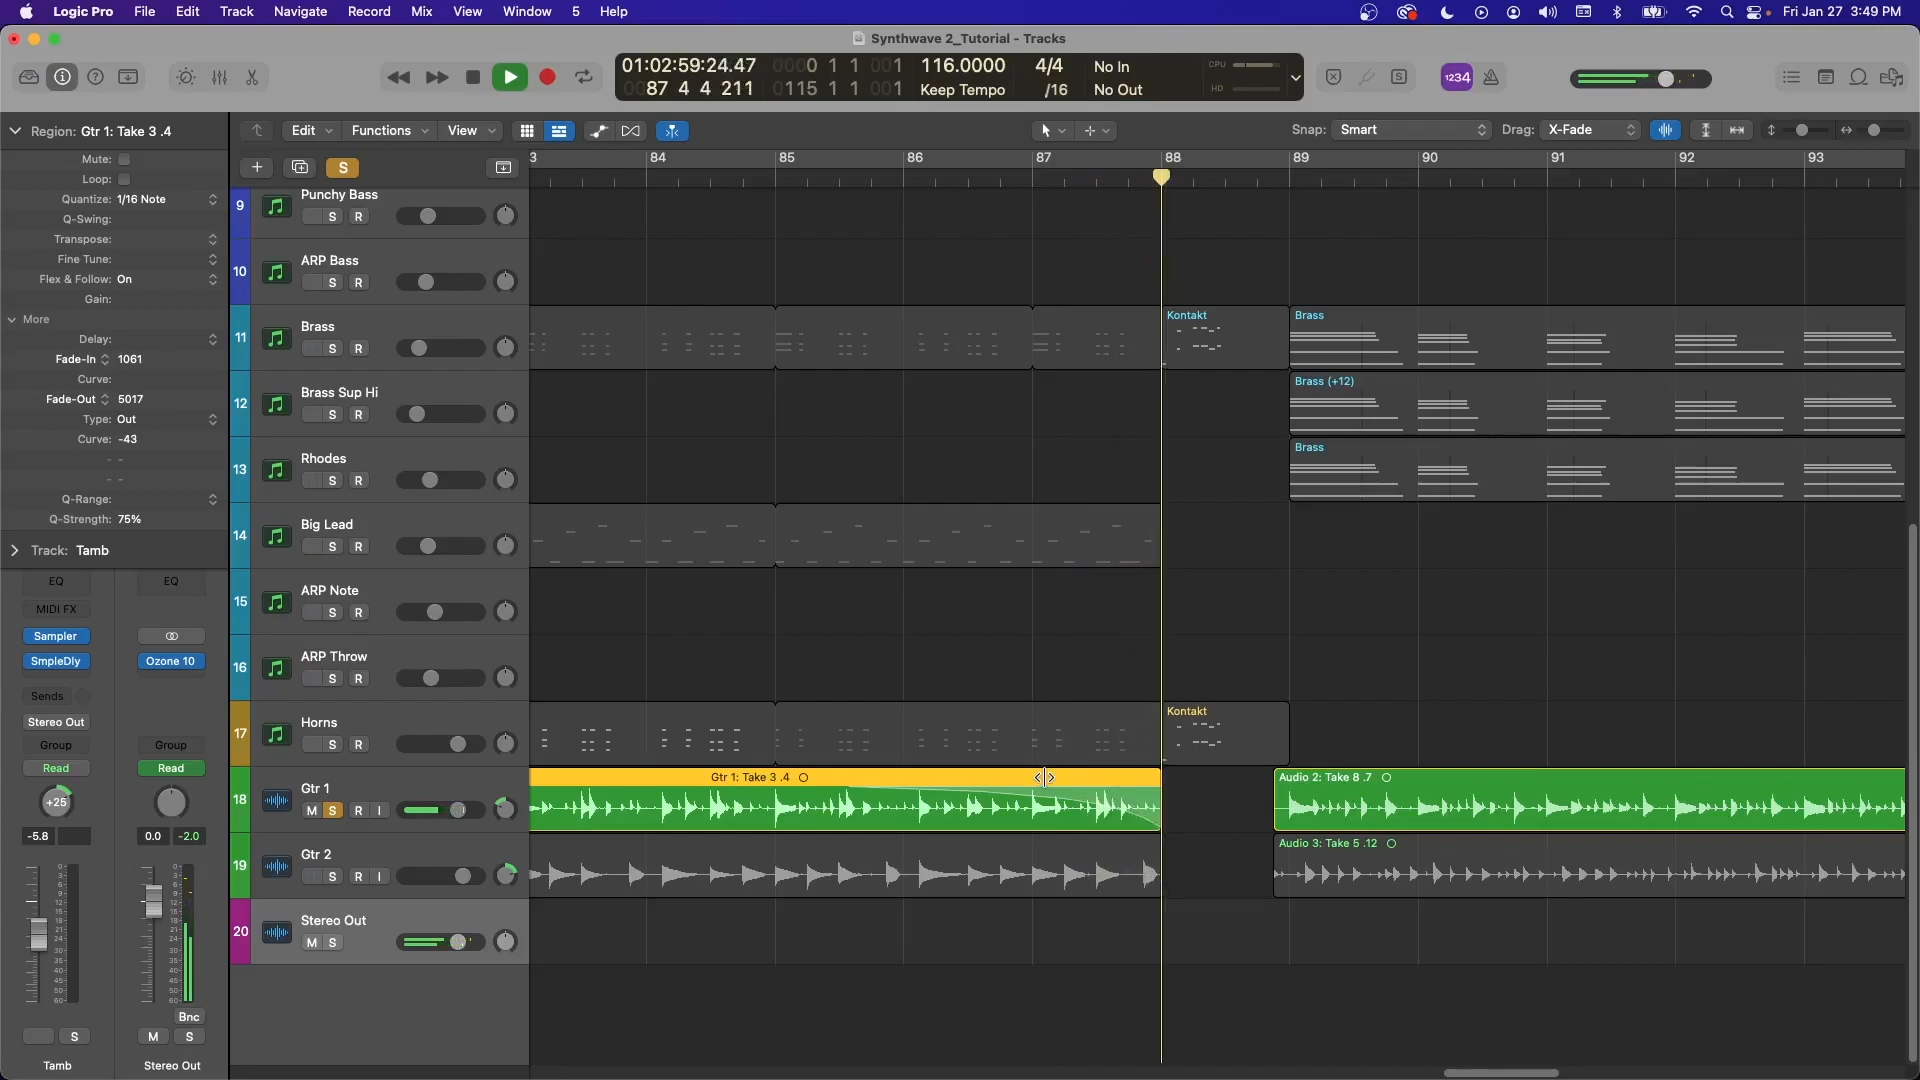 Logic Pro File Edit Track Navigate Record Mix View Window 5 Help Fri Jan 27 3:49 PM
Synthwave 2_Tutorial - Tracks
01:02:59:24.47 0000 1 1 001 116.0000 4/4 No In CPU
0087 4 4 211 0115 1 1 001 Keep Tempo /16 No Out HD
1234
Region: Gtr 1: Take 3 .4
Edit Functions View Snap: Smart Drag: X-Fade
Mute:
Loop:
Quantize: 1/16 Note
Q-Swing:
Transpose:
Fine Tune:
Flex & Follow: On
Gain:
More
Delay:
Fade-In 1061
Curve:
Fade-Out 5017
Type: Out
Curve: -43
- -
- -
Q-Range:
Q-Strength: 75%
Track: Tamb
EQ EQ
MIDI FX
Sampler
SmpleDly Ozone 10
Sends
Stereo Out
Group Group
Read Read
+25
-5.8 0.0 -2.0
Bnc
S M S
Tamb Stereo Out
S
3 84 85 86 87 88 89 90 91 92 93
9 Punchy Bass
S R
10 ARP Bass
S R
11 Brass
S R
Kontakt Brass
12 Brass Sup Hi
S R
Brass (+12)
13 Rhodes
S R
Brass
14 Big Lead
S R
15 ARP Note
S R
16 ARP Throw
S R
17 Horns
S R
Kontakt
18 Gtr 1
M S R I
Gtr 1: Take 3 .4 Audio 2: Take 8 .7
19 Gtr 2
S R I
Audio 3: Take 5 .12
20 Stereo Out
M S